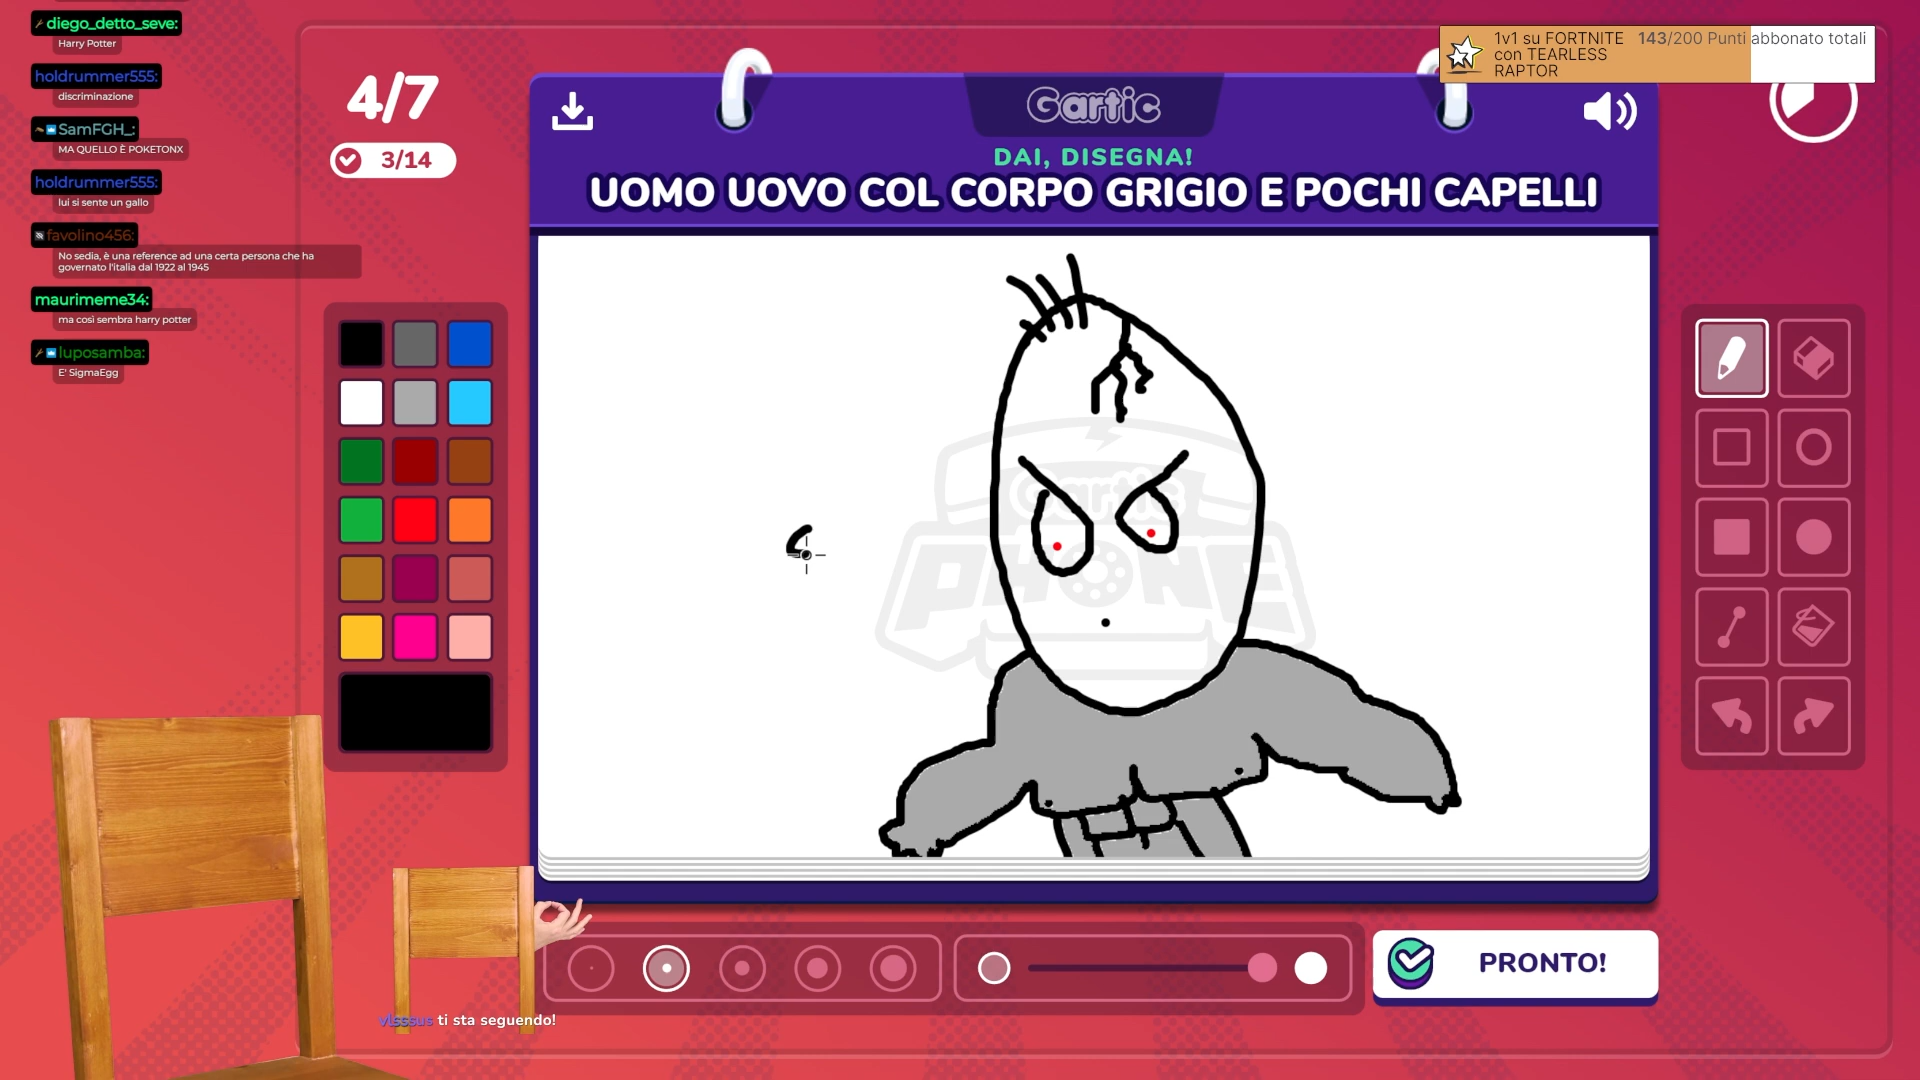 diego_detto_seve:
Harry Potter
holdrummer555:
discriminazione
SamFGH_:
MA QUELLO È POKETONX
holdrummer555:
lui si sente un gallo
favolino456:
No sedia, è una reference ad una certa persona che ha
governato l'italia dal 1922 al 1945
maurimeme34:
ma così sembra harry potter
luposamba:
E' SigmaEgg
4/7
3/14
Gartic
DAI, DISEGNA!
UOMO UOVO COL CORPO GRIGIO E POCHI CAPELLI
1v1 su FORTNITE
con TEARLESS
RAPTOR
143/200 Punti abbonato totali
Gartic
PHONE
PRONTO!
vlsssus ti sta seguendo!